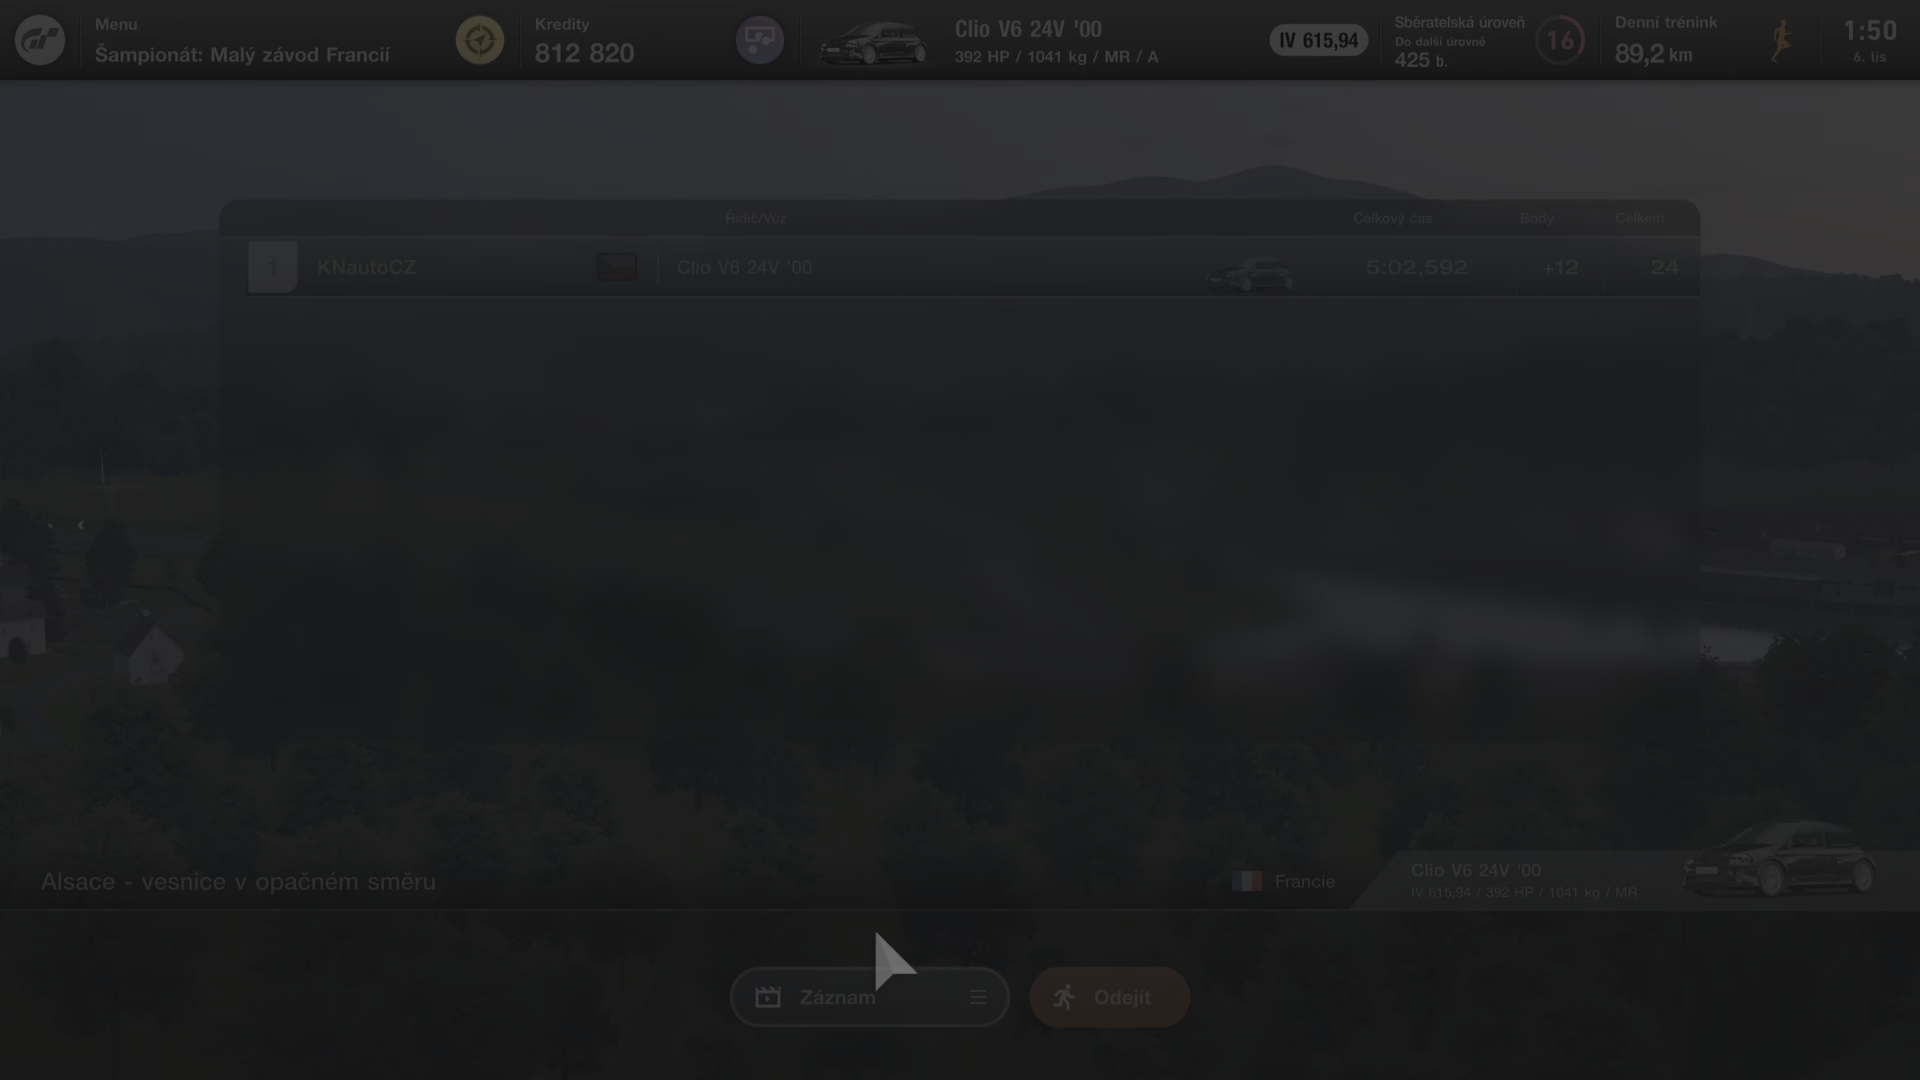 Menu
Šampionát: Malý závod Francií
Kredity
812 820
Clio V6 24V '00
392 HP / 1041 kg / MR / A
IV 615,94
Sběratelská úroveň
Do další úrovně
425 b.
16
Denní trénink
89,2 km
1:50
6. lis
Řidič/Vůz
Celkový čas
Body
Celkem
1
KNautoCZ
Clio V6 24V '00
5:02,592
+12
24
Alsace - vesnice v opačném směru
Francie
Clio V6 24V '00
IV 615,94 / 392 HP / 1041 kg / MR
Záznam
Odejít